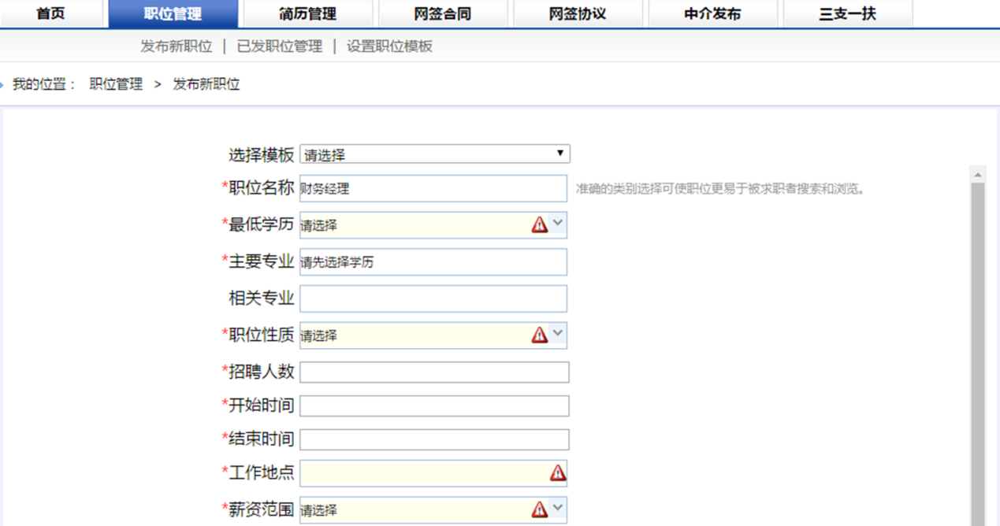 首页 职位管理 简历管理 网签合同 网签协议 中介发布 三支一扶
发布新职位 | 已发职位管理 | 设置职位模板
我的位置： 职位管理 > 发布新职位
选择模板 请选择
*职位名称 财务经理 准确的类别选择可使职位更易于被求职者搜索和浏览。
*最低学历 请选择
*主要专业 请先选择学历
相关专业
*职位性质 请选择
*招聘人数
*开始时间
*结束时间
*工作地点
*薪资范围 请选择